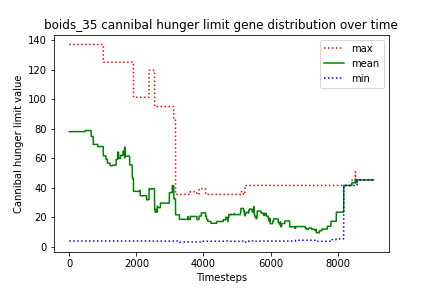 boids_35 cannibal hunger limit gene distribution over time
Cannibal hunger limit value
140
120
100
80
60
40
20
0
max
mean
min
0
2000
4000
6000
8000
Timesteps